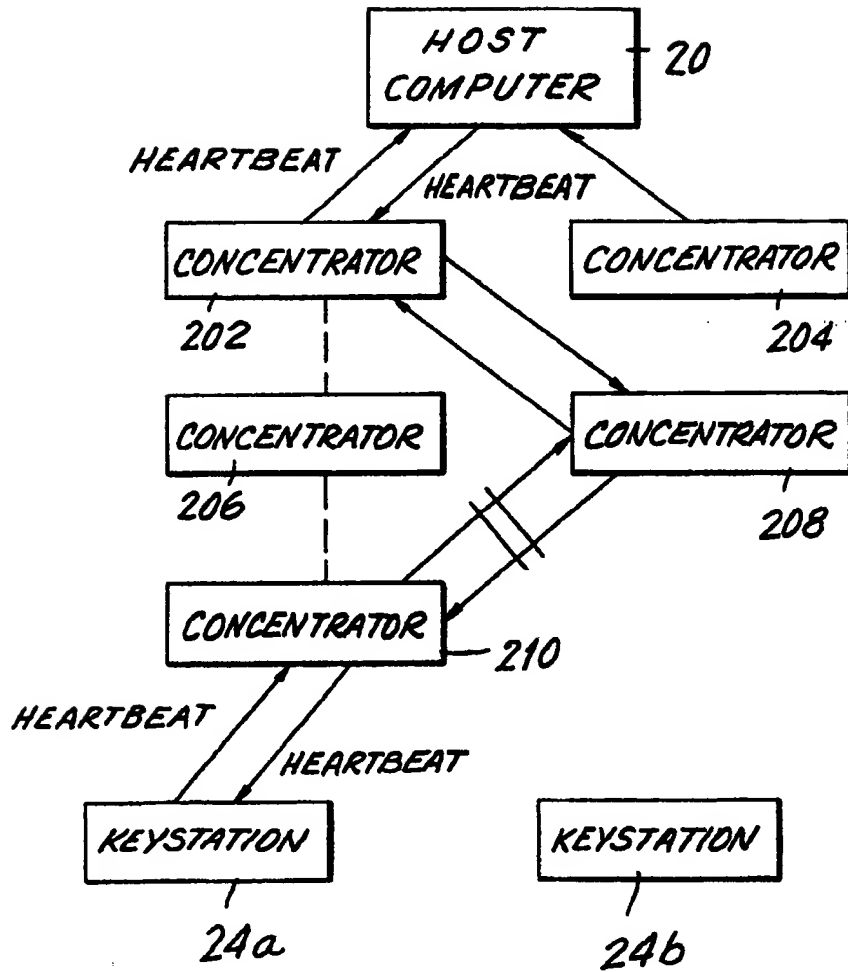 HOST
COMPUTER
20
HEARTBEAT
HEARTBEAT
CONCENTRATOR
CONCENTRATOR
202
204
CONCENTRATOR
CONCENTRATOR
206
208
CONCENTRATOR
210
HEARTBEAT
HEARTBEAT
KEYSTATION
KEYSTATION
24a
24b